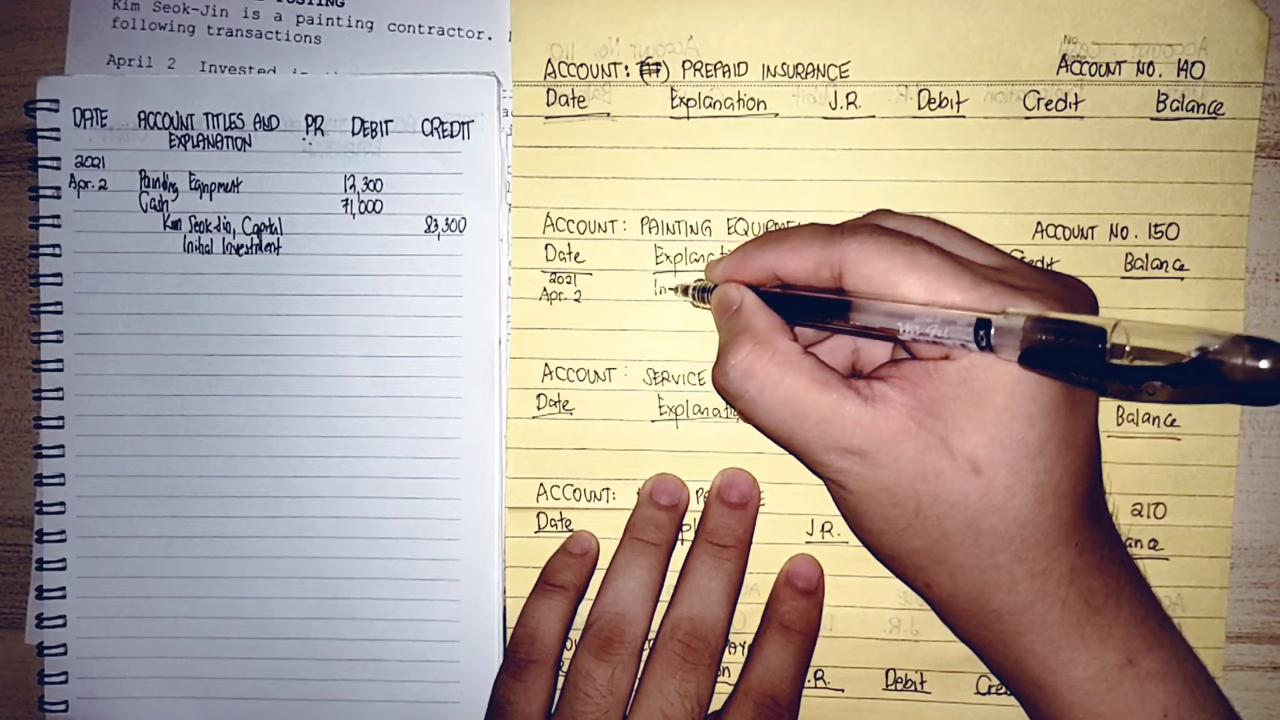 Kim Seok-Jin is a painting contractor.
following transactions
April 2 Invested
DATE ACCOUNT TITLES AND PR DEBIT CREDIT
EXPLANATION
2021
Apr. 2 Painting Equipment 12,300
Cash 71,000
Kim Seok-Jin, Capital 83,300
Initial Investment
No.
ACCOUNT: PREPAID INSURANCE ACCOUNT NO. 140
Date Explanation J.R. Debit Credit Balance
ACCOUNT: PAINTING ACCOUNT NO. 150
Date Credit Balance
2021
Apr. 2 In
ACCOUNT: SERVICE
Date Balance
ACCOUNT: 210
Date J.R.
Debit